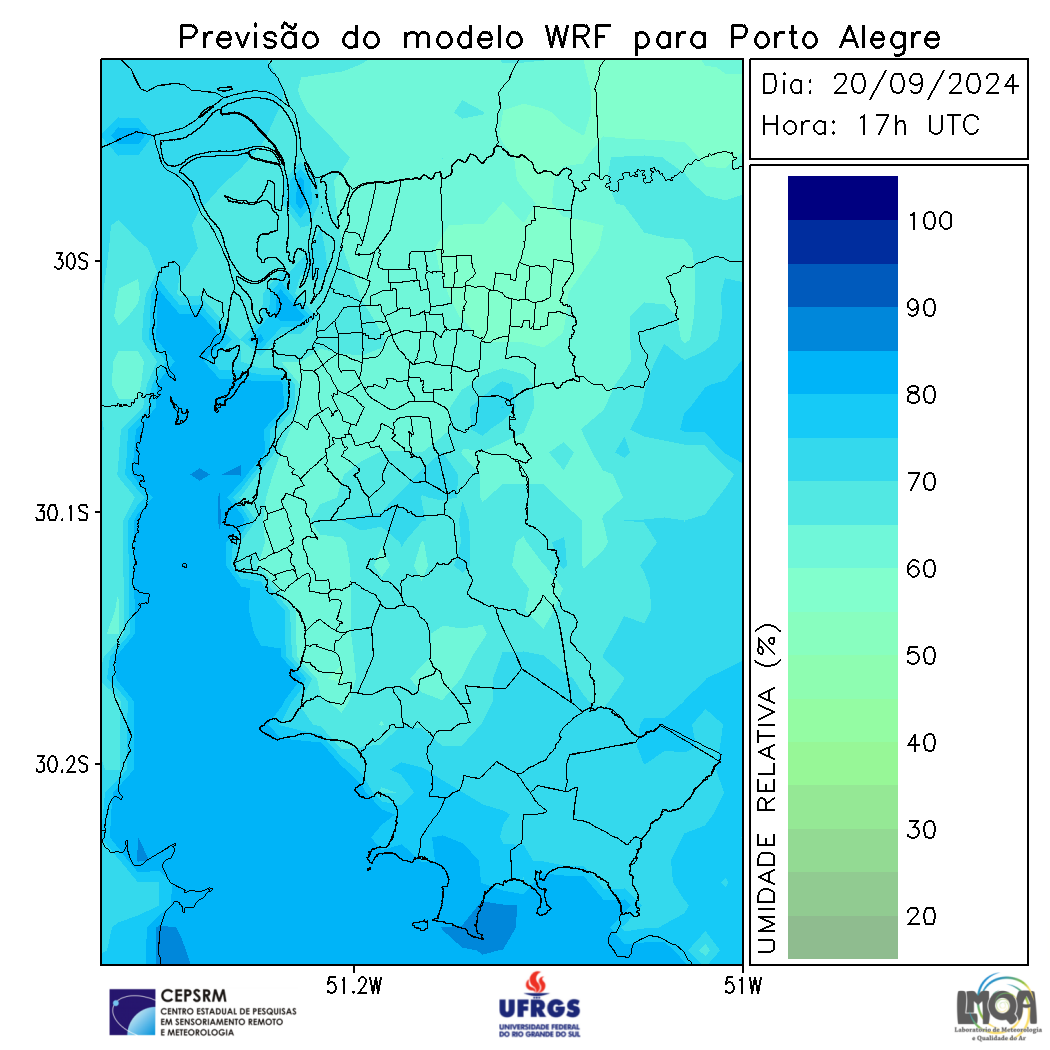 Previsão do modelo WRF para Porto Alegre
Dia: 20/09/2024
Hora: 17h UTC
30S
30.1S
30.2S
51.2W
51W
UMIDADE RELATIVA (%)
100
90
80
70
60
50
40
30
20
CEPSRM
CENTRO ESTADUAL DE PESQUISAS
EM SENSORIAMENTO REMOTO
E METEOROLOGIA
UFRGS
UNIVERSIDADE FEDERAL
DO RIO GRANDE DO SUL
LMQA
Laboratório de Meteorologia
e Qualidade do Ar